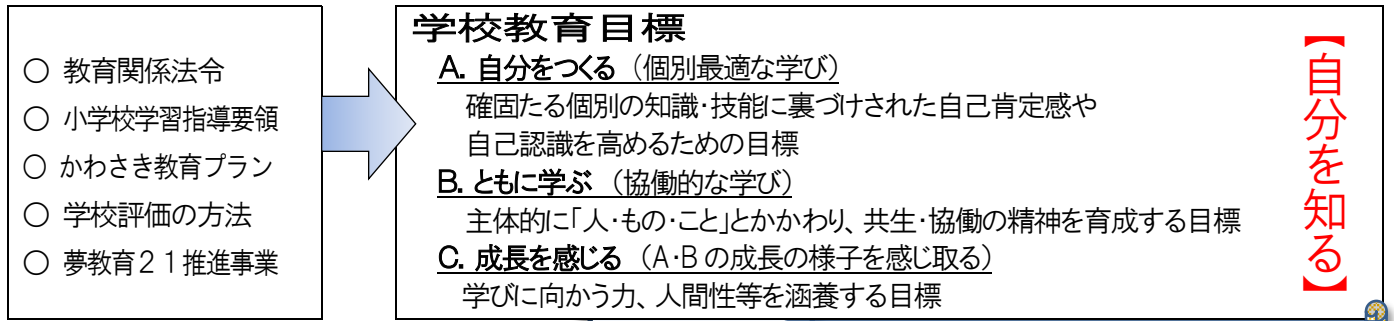 ○ 教育関係法令
○ 小学校学習指導要領
○ かわさき教育プラン
○ 学校評価の方法
○ 夢教育２１推進事業
学校教育目標
A. 自分をつくる（個別最適な学び）
確固たる個別の知識・技能に裏づけされた自己肯定感や
自己認識を高めるための目標
B. ともに学ぶ（協働的な学び）
主体的に「人・もの・こと」とかかわり、共生・協働の精神を育成する目標
C. 成長を感じる（A・B の成長の様子を感じ取る）
学びに向かう力、人間性等を涵養する目標
【自分を知る】